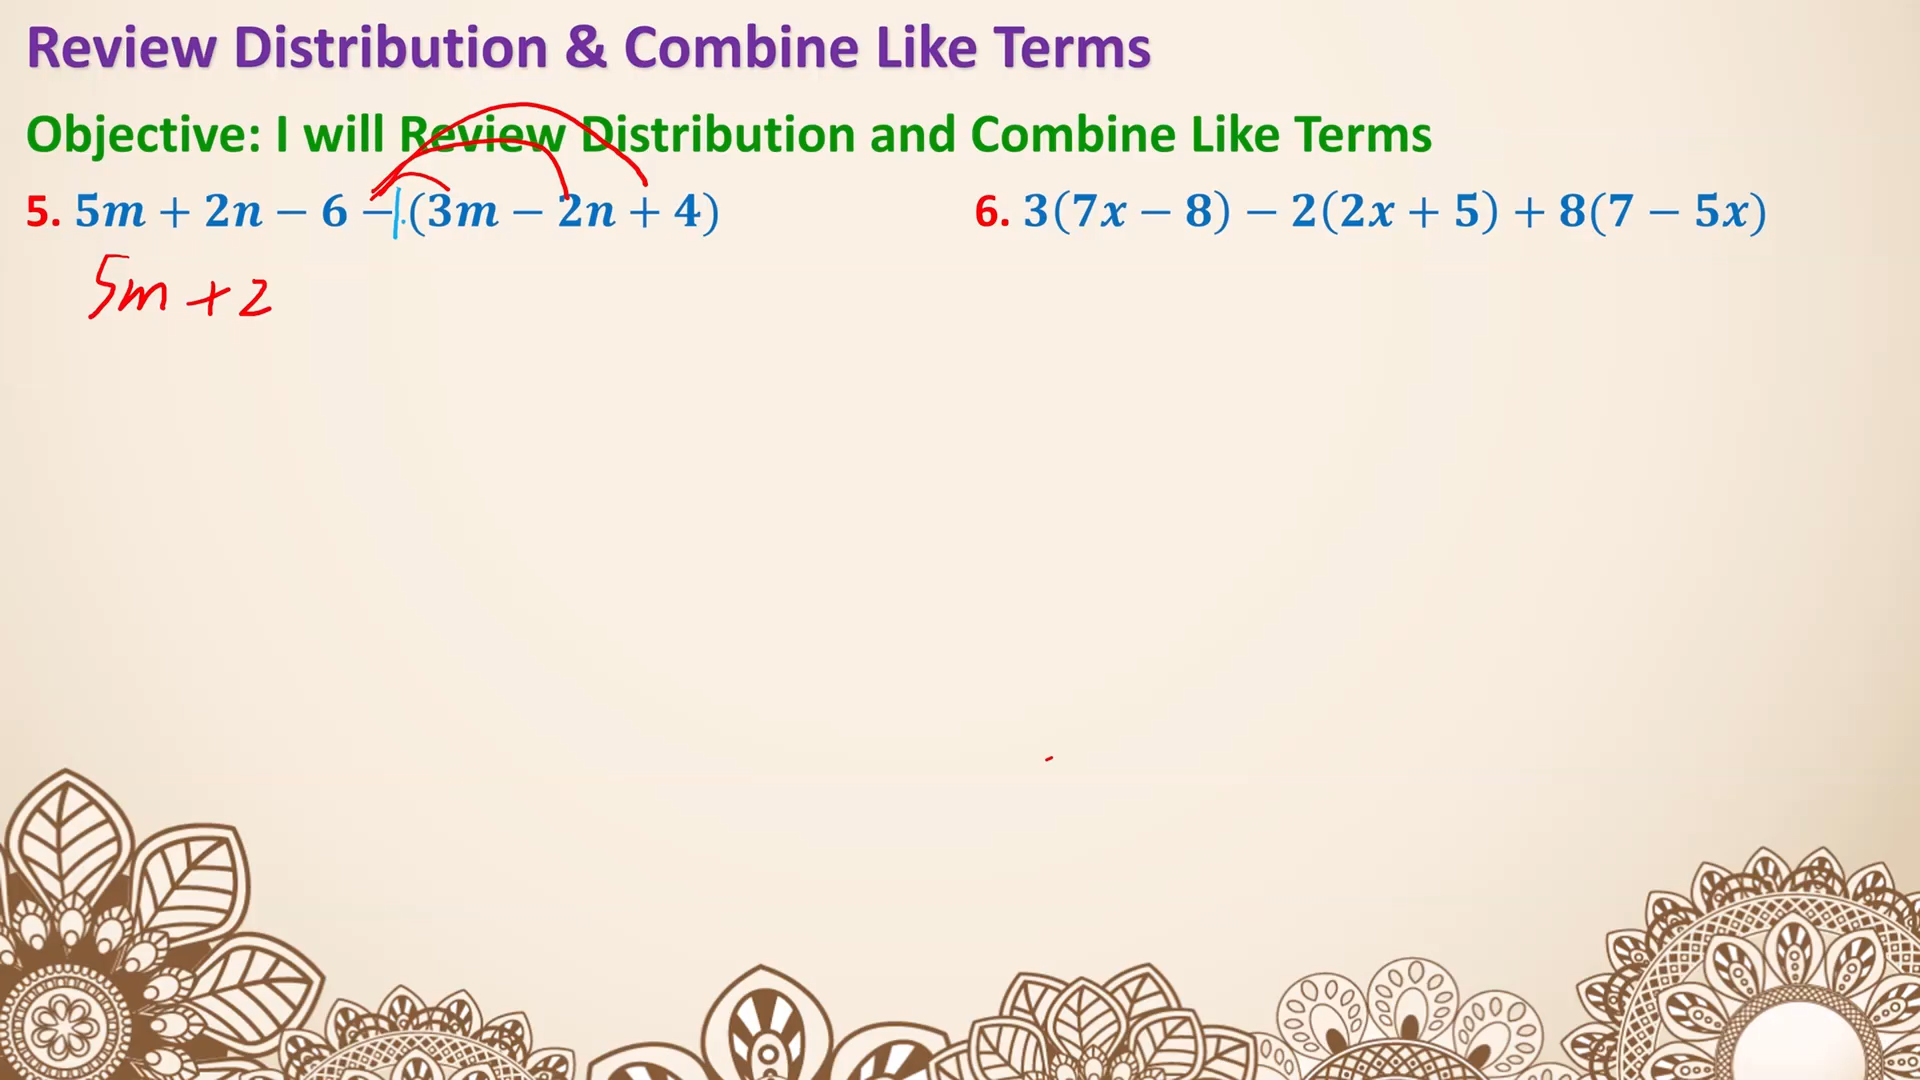 Review Distribution & Combine Like Terms
Objective: I will Review Distribution and Combine Like Terms
5. 5m + 2n − 6 −1·(3m − 2n + 4)
6. 3(7x − 8) − 2(2x + 5) + 8(7 − 5x)
5m + 2